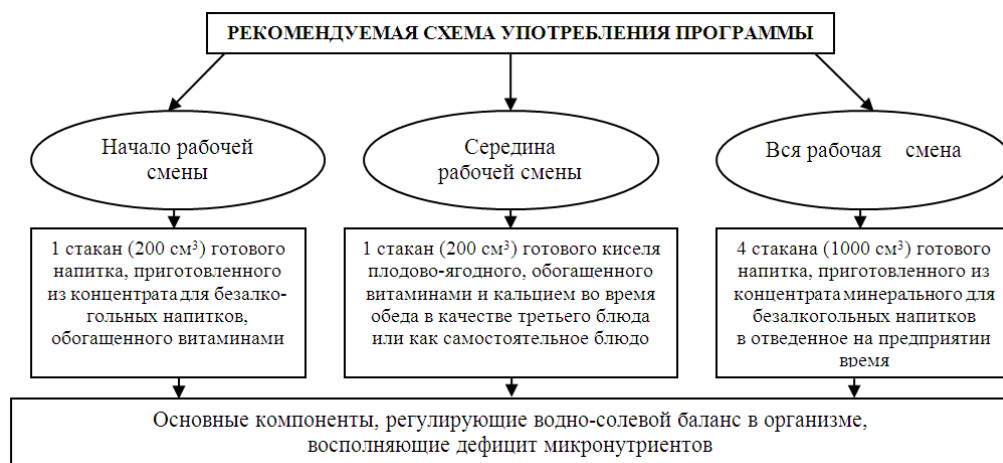 РЕКОМЕНДУЕМАЯ СХЕМА УПОТРЕБЛЕНИЯ ПРОГРАММЫ
Начало рабочей
смены
Середина
рабочей смены
Вся рабочая смена
1 стакан (200 см³) готового
напитка, приготовленного
из концентрата для безалко-
гольных напитков,
обогащенного витаминами
1 стакан (200 см³) готового киселя
плодово-ягодного, обогащенного
витаминами и кальцием во время
обеда в качестве третьего блюда
или как самостоятельное блюдо
4 стакана (1000 см³) готового
напитка, приготовленного из
концентрата минерального для
безалкогольных напитков
в отведенное на предприятии
время
Основные компоненты, регулирующие водно-солевой баланс в организме,
восполняющие дефицит микронутриентов